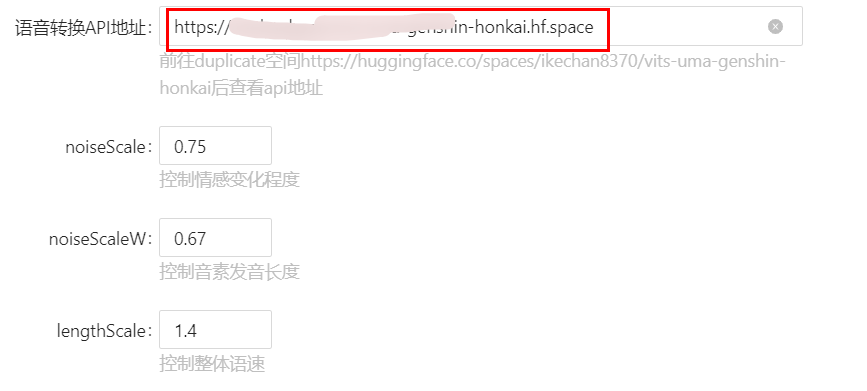 语音转换API地址： https:// genshin-honkai.hf.space
前往duplicate空间https://huggingface.co/spaces/ikechan8370/vits-uma-genshin-
honkai后查看api地址
noiseScale： 0.75
控制情感变化程度
noiseScaleW： 0.67
控制音素发音长度
lengthScale： 1.4
控制整体语速